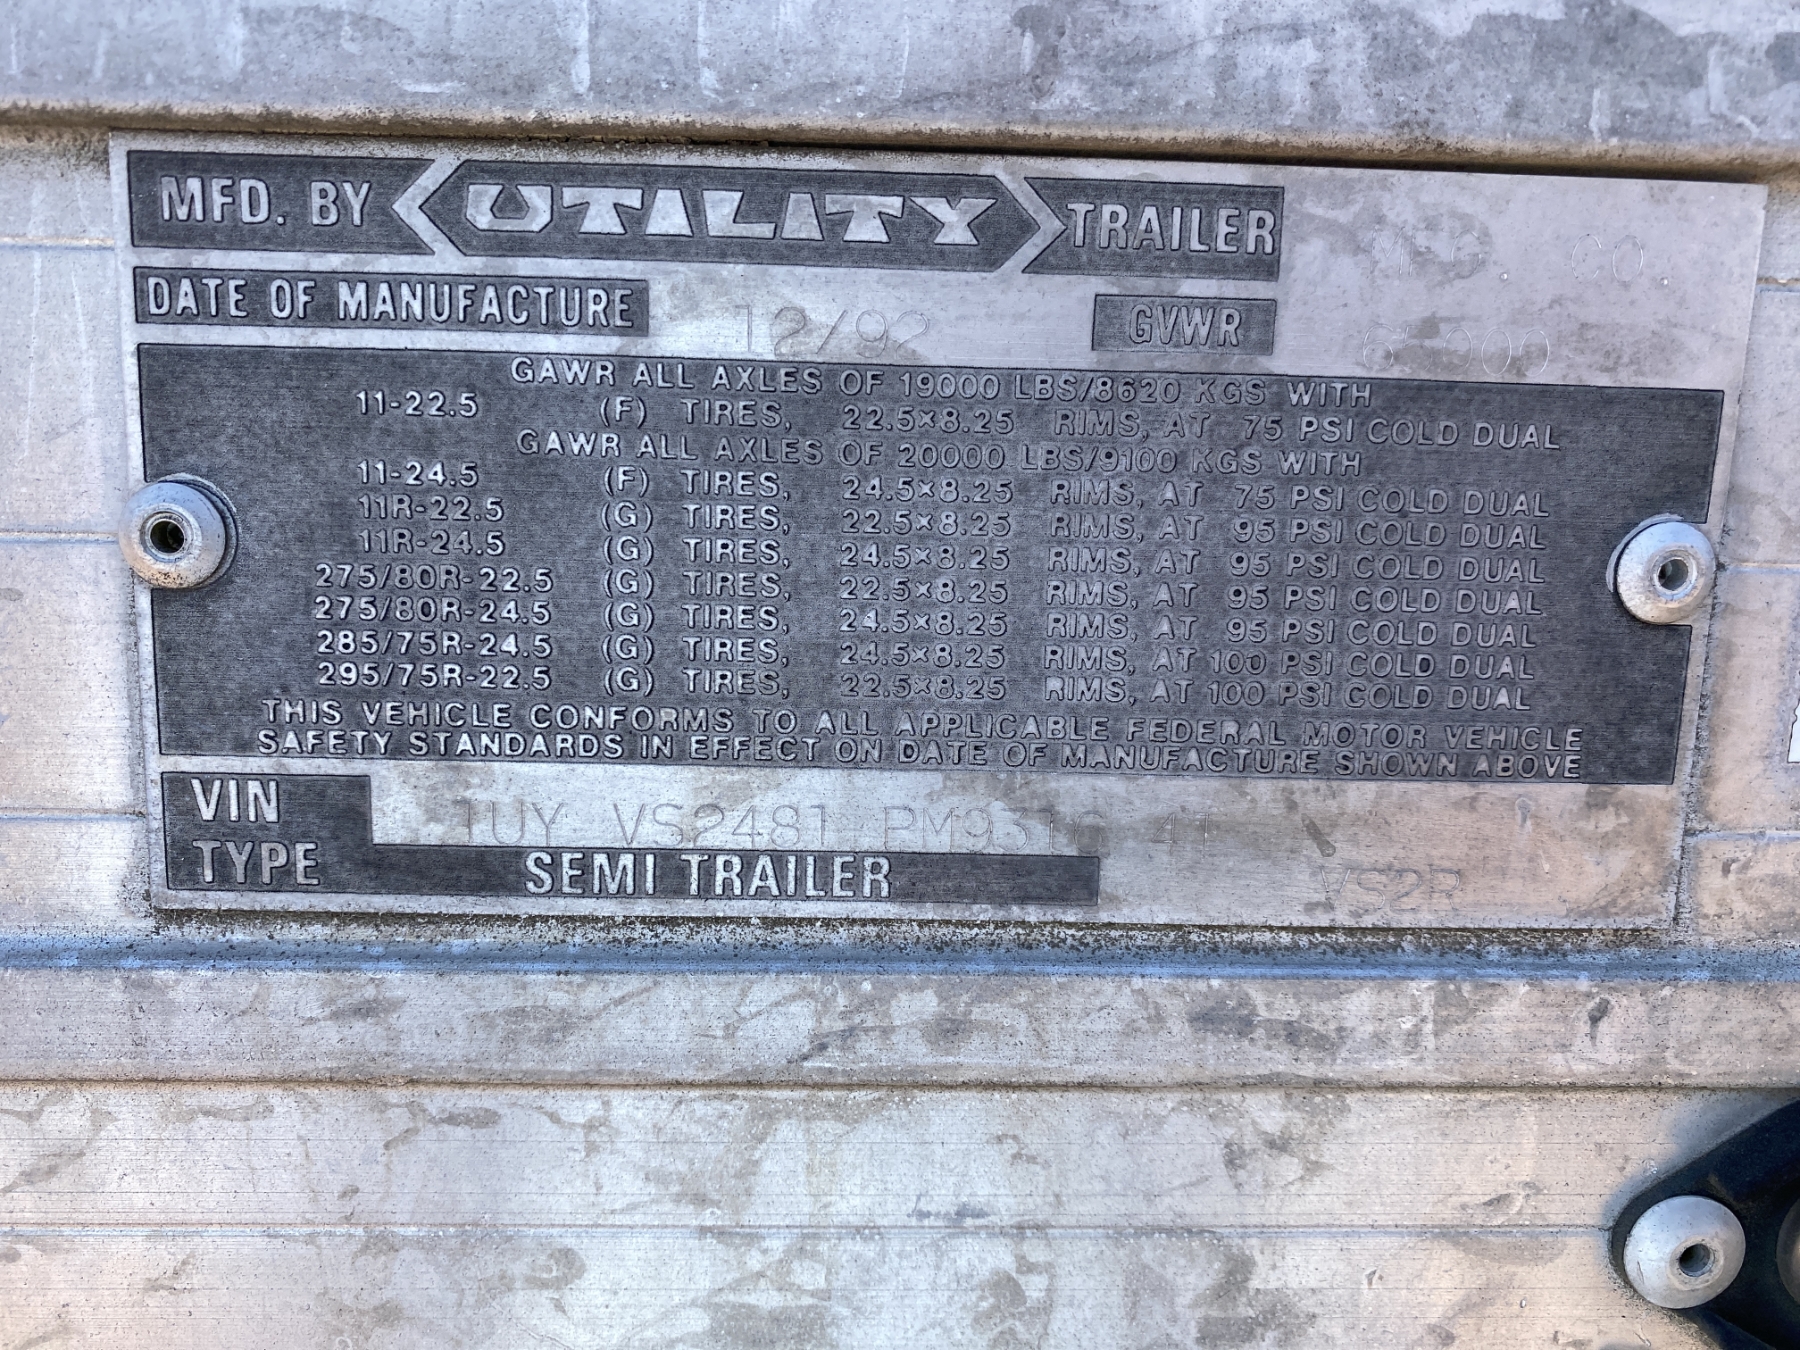 MFD. BY UTILITY TRAILER MFG. CO.
DATE OF MANUFACTURE 12/92 GVWR 65000
GAWR ALL AXLES OF 19000 LBS/8620 KGS WITH
11-22.5 (F) TIRES, 22.5×8.25 RIMS, AT 75 PSI COLD DUAL
GAWR ALL AXLES OF 20000 LBS/9100 KGS WITH
11-24.5 (F) TIRES, 24.5×8.25 RIMS, AT 75 PSI COLD DUAL
11R-22.5 (G) TIRES, 22.5×8.25 RIMS, AT 95 PSI COLD DUAL
11R-24.5 (G) TIRES, 24.5×8.25 RIMS, AT 95 PSI COLD DUAL
275/80R-22.5 (G) TIRES, 22.5×8.25 RIMS, AT 95 PSI COLD DUAL
275/80R-24.5 (G) TIRES, 24.5×8.25 RIMS, AT 95 PSI COLD DUAL
285/75R-24.5 (G) TIRES, 24.5×8.25 RIMS, AT 100 PSI COLD DUAL
295/75R-22.5 (G) TIRES, 22.5×8.25 RIMS, AT 100 PSI COLD DUAL
THIS VEHICLE CONFORMS TO ALL APPLICABLE FEDERAL MOTOR VEHICLE
SAFETY STANDARDS IN EFFECT ON DATE OF MANUFACTURE SHOWN ABOVE
VIN 1UY VS2481 41
TYPE SEMI TRAILER VS2R